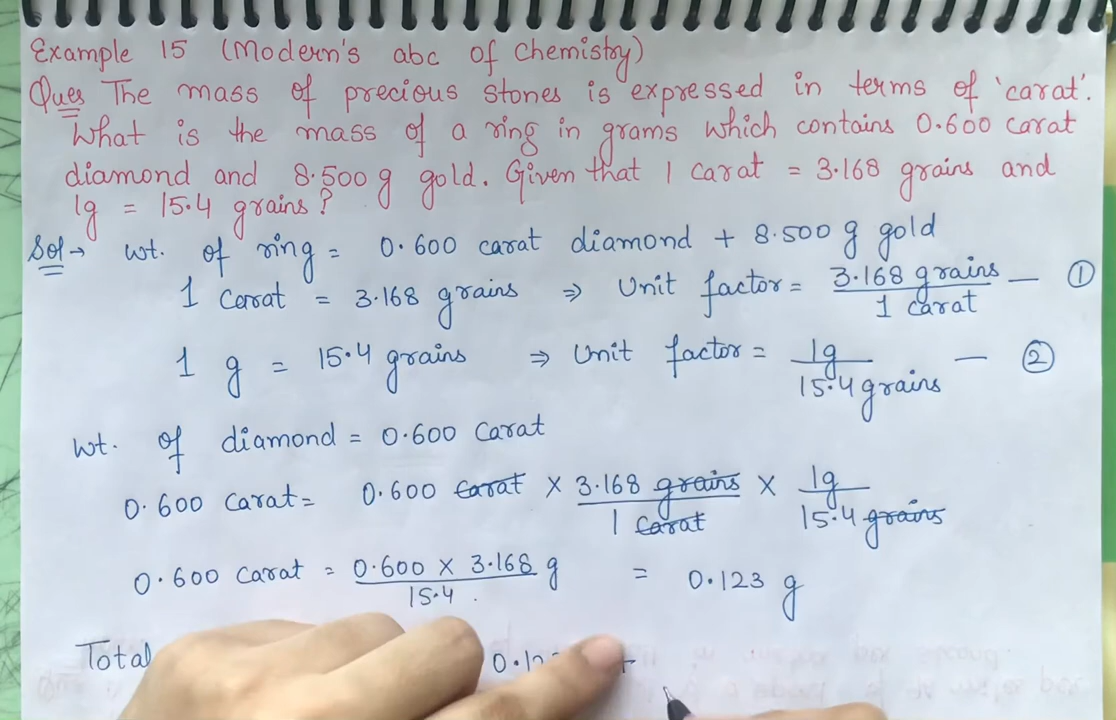 Example 15 (Modern's abc of Chemistry)
Ques The mass of precious stones is expressed in terms of 'carat'.
What is the mass of a ring in grams which contains 0.600 carat
diamond and 8.500 g gold. Given that 1 carat = 3.168 grains and
1g = 15.4 grains?
Sol→ wt. of ring = 0.600 carat diamond + 8.500 g gold
1 carat = 3.168 grains ⇒ Unit factor = 3.168 grains / 1 carat — ①
1 g = 15.4 grains ⇒ Unit factor = 1g / 15.4 grains — ②
Wt. of diamond = 0.600 Carat
0.600 Carat = 0.600 carat × 3.168 grains / 1 carat × 1g / 15.4 grains
0.600 Carat = 0.600 × 3.168 / 15.4 g = 0.123 g
Total +